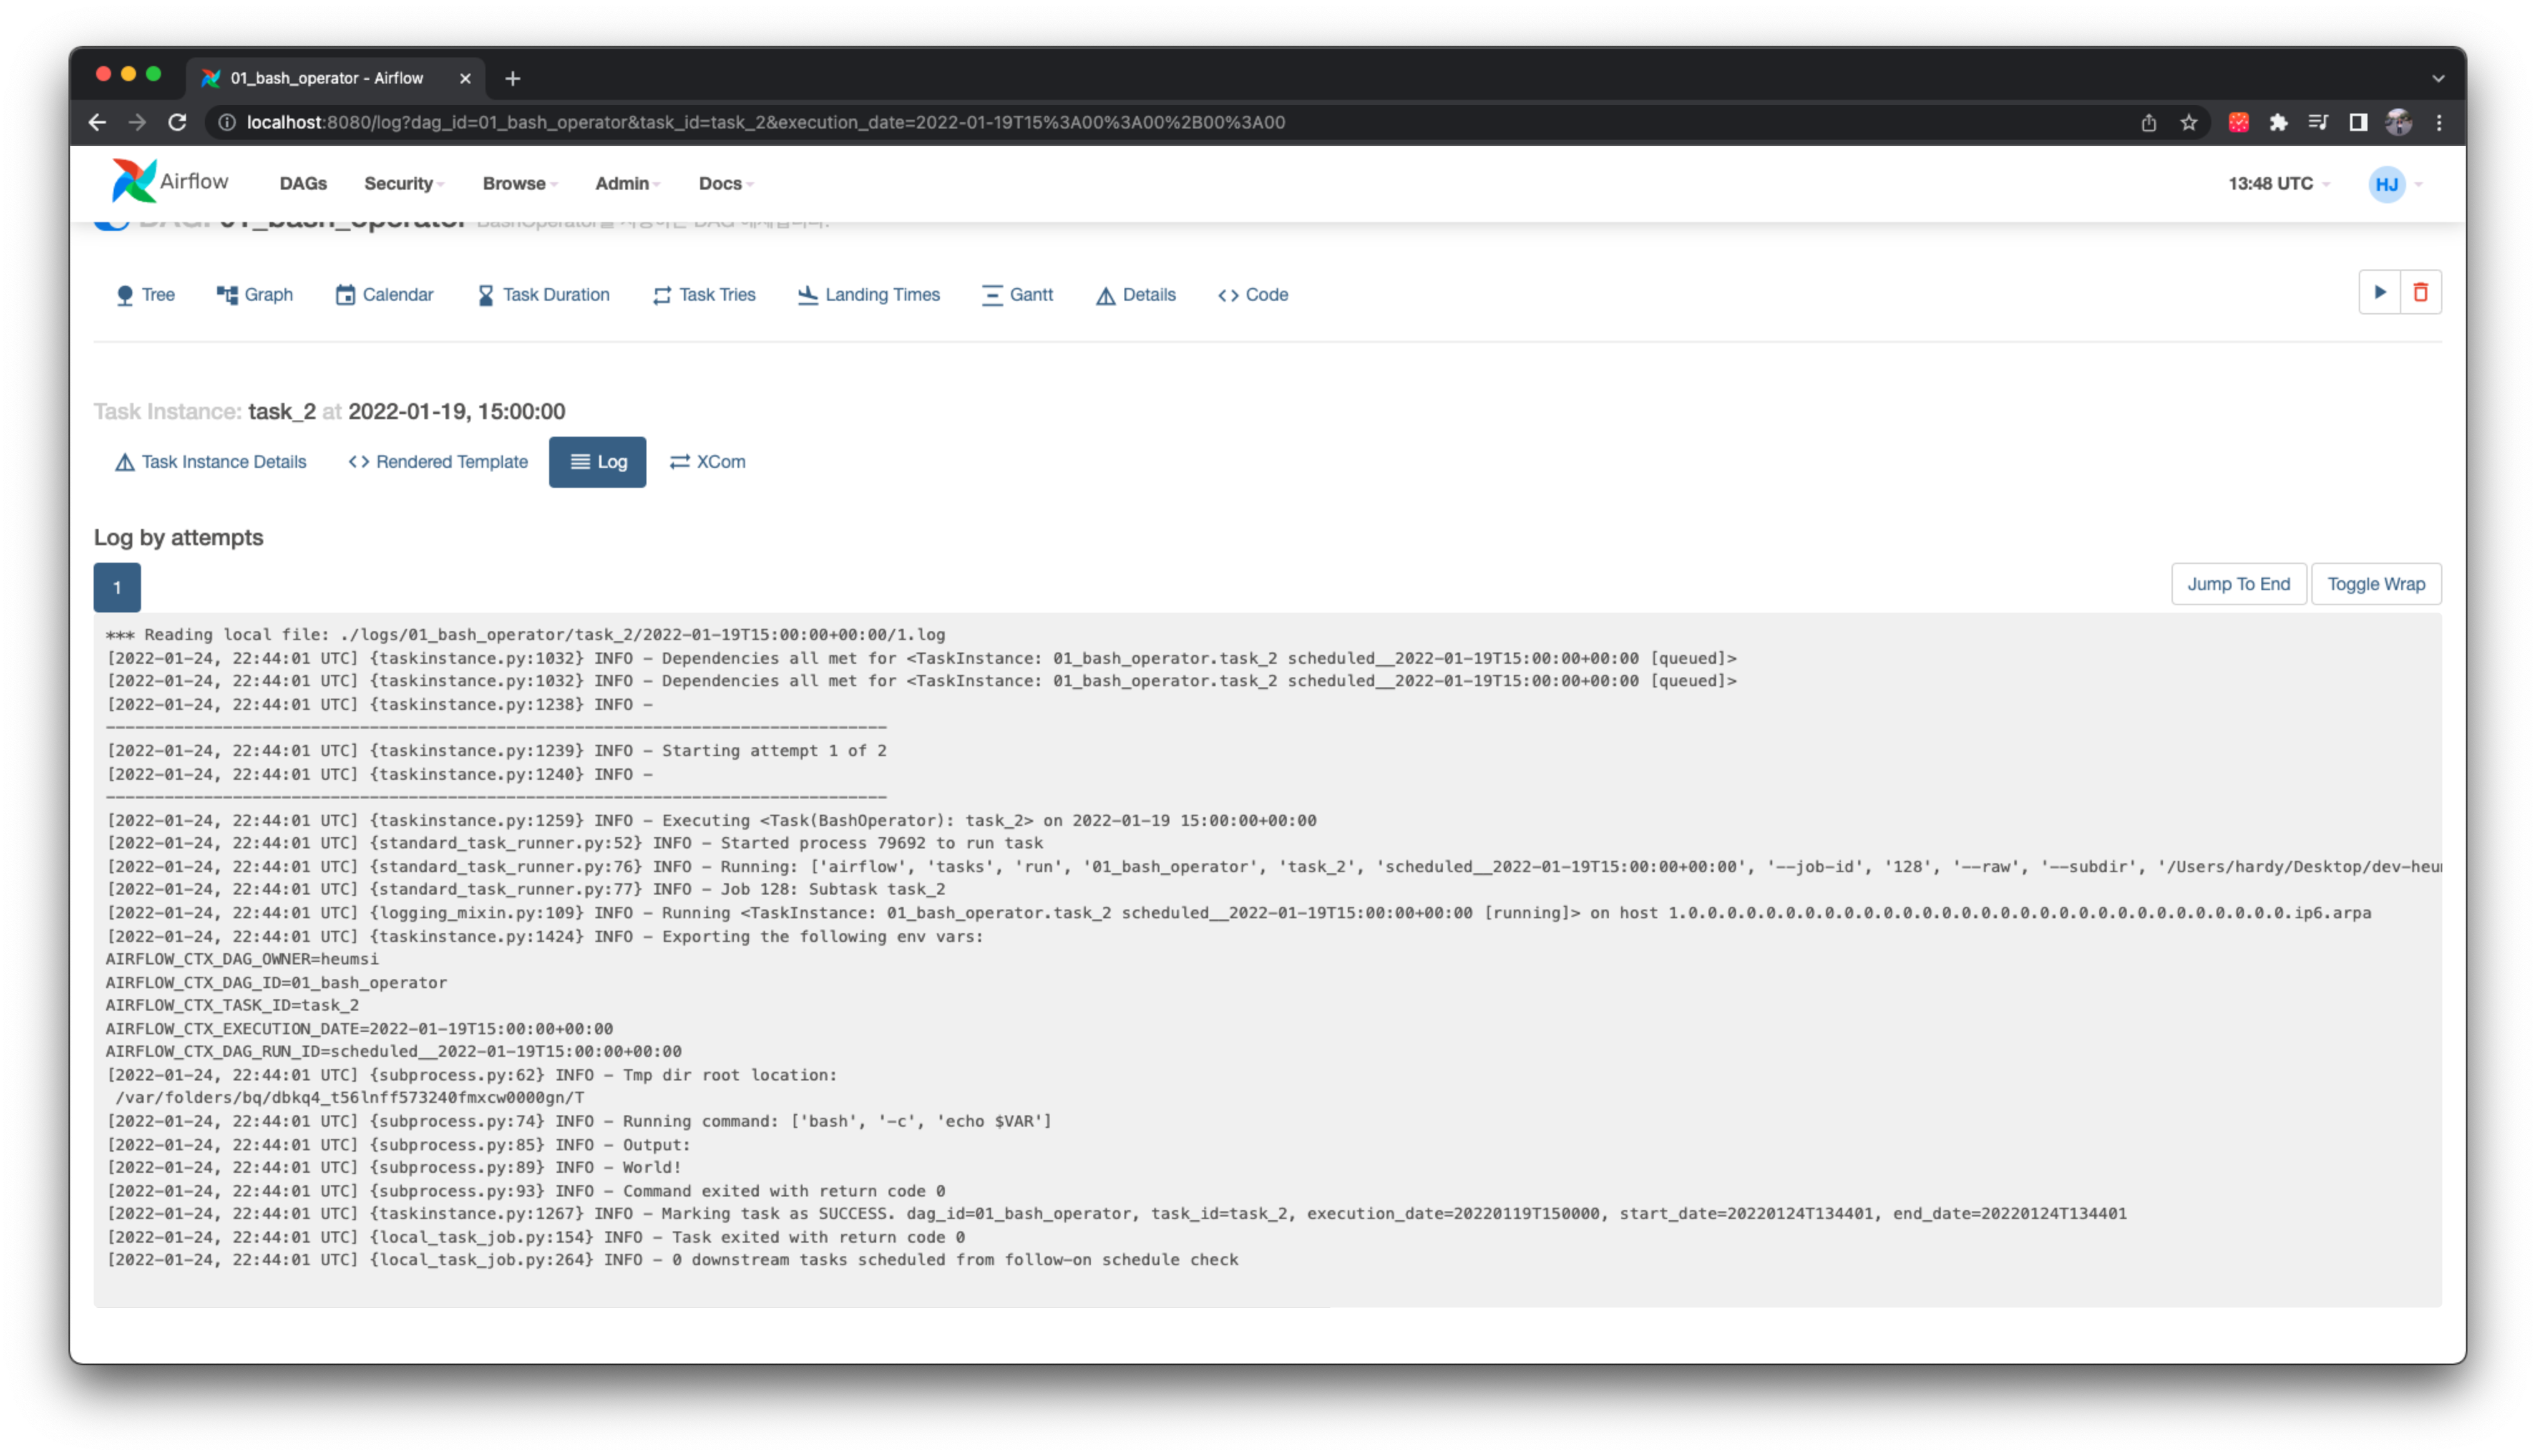 01_bash_operator - Airflow
localhost:8080/log?dag_id=01_bash_operator&task_id=task_2&execution_date=2022-01-19T15%3A00%3A00%2B00%3A00
Airflow DAGs Security Browse Admin Docs 13:48 UTC HJ
DAG: 01_bash_operator BashOperator를 사용하는 DAG 예제입니다.
Tree Graph Calendar Task Duration Task Tries Landing Times Gantt Details Code
Task Instance: task_2 at 2022-01-19, 15:00:00
Task Instance Details Rendered Template Log XCom
Log by attempts
1 Jump To End Toggle Wrap
*** Reading local file: ./logs/01_bash_operator/task_2/2022-01-19T15:00:00+00:00/1.log
[2022-01-24, 22:44:01 UTC] {taskinstance.py:1032} INFO - Dependencies all met for <TaskInstance: 01_bash_operator.task_2 scheduled__2022-01-19T15:00:00+00:00 [queued]>
[2022-01-24, 22:44:01 UTC] {taskinstance.py:1032} INFO - Dependencies all met for <TaskInstance: 01_bash_operator.task_2 scheduled__2022-01-19T15:00:00+00:00 [queued]>
[2022-01-24, 22:44:01 UTC] {taskinstance.py:1238} INFO -
--------------------------------------------------------------------------------
[2022-01-24, 22:44:01 UTC] {taskinstance.py:1239} INFO - Starting attempt 1 of 2
[2022-01-24, 22:44:01 UTC] {taskinstance.py:1240} INFO -
--------------------------------------------------------------------------------
[2022-01-24, 22:44:01 UTC] {taskinstance.py:1259} INFO - Executing <Task(BashOperator): task_2> on 2022-01-19 15:00:00+00:00
[2022-01-24, 22:44:01 UTC] {standard_task_runner.py:52} INFO - Started process 79692 to run task
[2022-01-24, 22:44:01 UTC] {standard_task_runner.py:76} INFO - Running: ['airflow', 'tasks', 'run', '01_bash_operator', 'task_2', 'scheduled__2022-01-19T15:00:00+00:00', '--job-id', '128', '--raw', '--subdir', '/Users/hardy/Desktop/dev-heu
[2022-01-24, 22:44:01 UTC] {standard_task_runner.py:77} INFO - Job 128: Subtask task_2
[2022-01-24, 22:44:01 UTC] {logging_mixin.py:109} INFO - Running <TaskInstance: 01_bash_operator.task_2 scheduled__2022-01-19T15:00:00+00:00 [running]> on host 1.0.0.0.0.0.0.0.0.0.0.0.0.0.0.0.0.0.0.0.0.0.0.0.0.0.0.0.0.0.0.0.ip6.arpa
[2022-01-24, 22:44:01 UTC] {taskinstance.py:1424} INFO - Exporting the following env vars:
AIRFLOW_CTX_DAG_OWNER=heumsi
AIRFLOW_CTX_DAG_ID=01_bash_operator
AIRFLOW_CTX_TASK_ID=task_2
AIRFLOW_CTX_EXECUTION_DATE=2022-01-19T15:00:00+00:00
AIRFLOW_CTX_DAG_RUN_ID=scheduled__2022-01-19T15:00:00+00:00
[2022-01-24, 22:44:01 UTC] {subprocess.py:62} INFO - Tmp dir root location:
/var/folders/bq/dbkq4_t56lnff573240fmxcw0000gn/T
[2022-01-24, 22:44:01 UTC] {subprocess.py:74} INFO - Running command: ['bash', '-c', 'echo $VAR']
[2022-01-24, 22:44:01 UTC] {subprocess.py:85} INFO - Output:
[2022-01-24, 22:44:01 UTC] {subprocess.py:89} INFO - World!
[2022-01-24, 22:44:01 UTC] {subprocess.py:93} INFO - Command exited with return code 0
[2022-01-24, 22:44:01 UTC] {taskinstance.py:1267} INFO - Marking task as SUCCESS. dag_id=01_bash_operator, task_id=task_2, execution_date=20220119T150000, start_date=20220124T134401, end_date=20220124T134401
[2022-01-24, 22:44:01 UTC] {local_task_job.py:154} INFO - Task exited with return code 0
[2022-01-24, 22:44:01 UTC] {local_task_job.py:264} INFO - 0 downstream tasks scheduled from follow-on schedule check